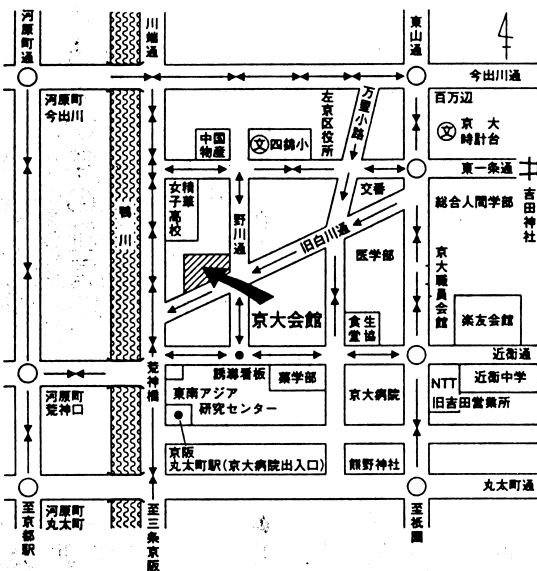 河原町通
川端通
東山通
今出川通
河原町
今出川
百万辺
文 京大
時計台
左京区役所
万里小路
中国
物産
文 四錦小
東一条通
吉田神社
交番
女子高校
精華
鴨川
野川通
旧白川通
総合人間学部
医学部
京大職員会館
京大会館
食堂
生協
楽友会館
近衛通
荒神橋
誘導看板
薬学部
東南アジア
研究センター
京大病院
NTT
近衛中学
旧吉田営業所
河原町
荒神口
京阪
丸太町駅(京大病院出入口)
熊野神社
丸太町通
河原町
丸太町
至京都駅
至三条京阪
至祇園